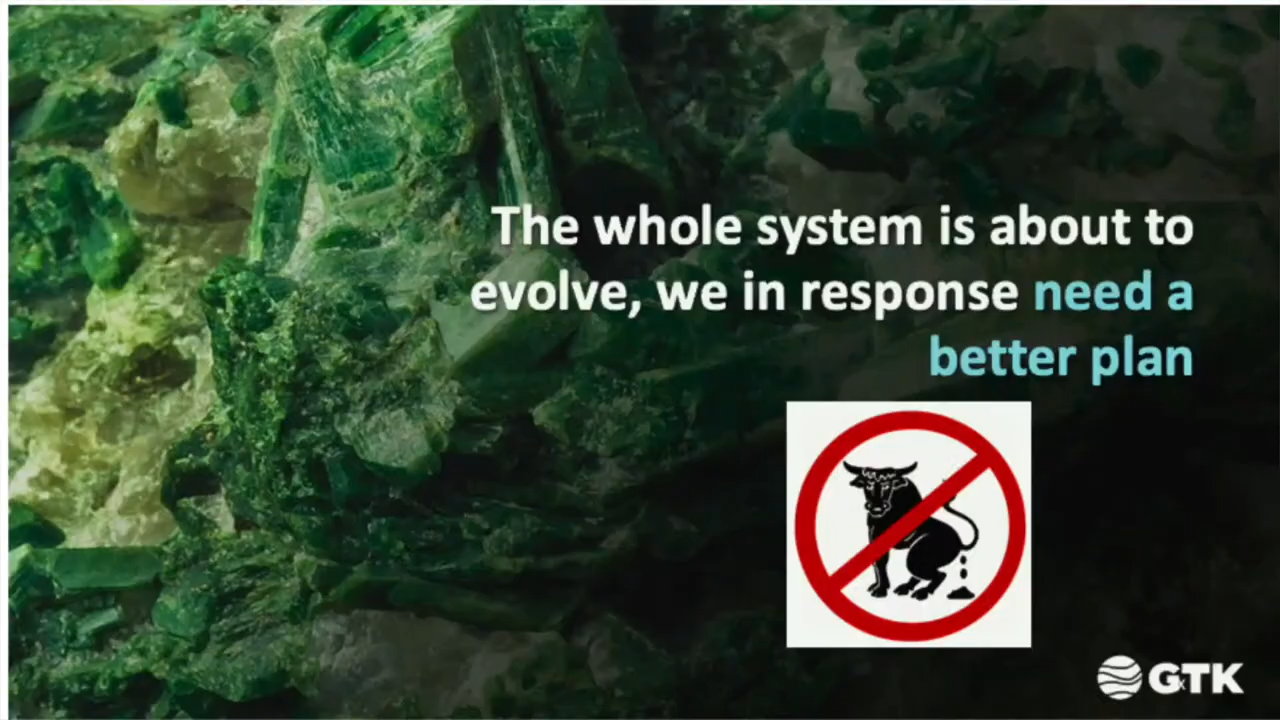 The whole system is about to
evolve, we in response need a
better plan
GTK